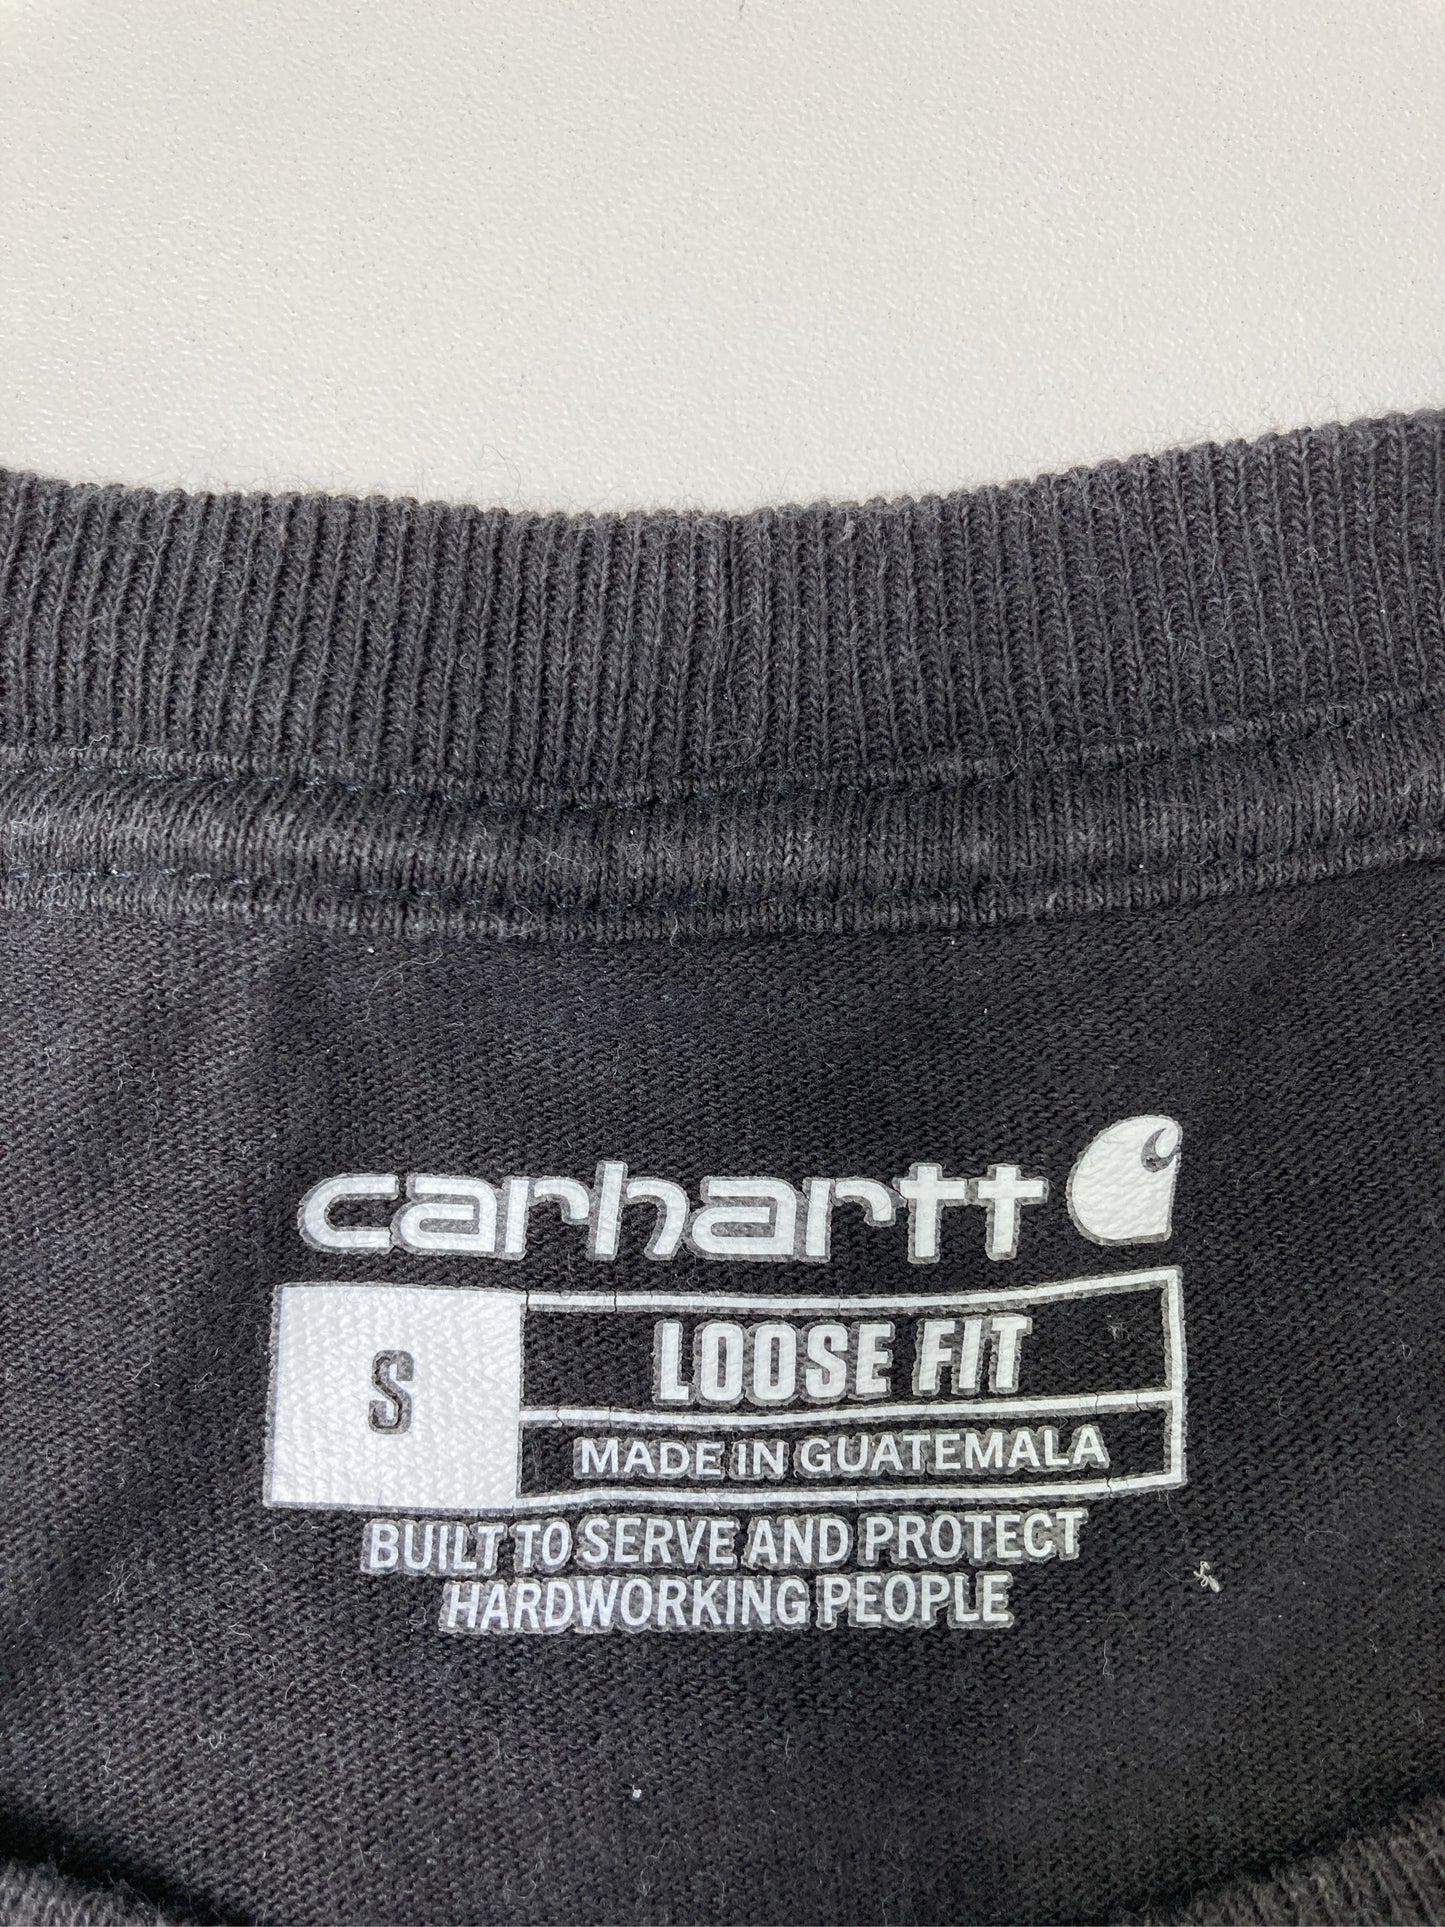 carhartt
S
LOOSE FIT
MADE IN GUATEMALA
BUILT TO SERVE AND PROTECT
HARDWORKING PEOPLE